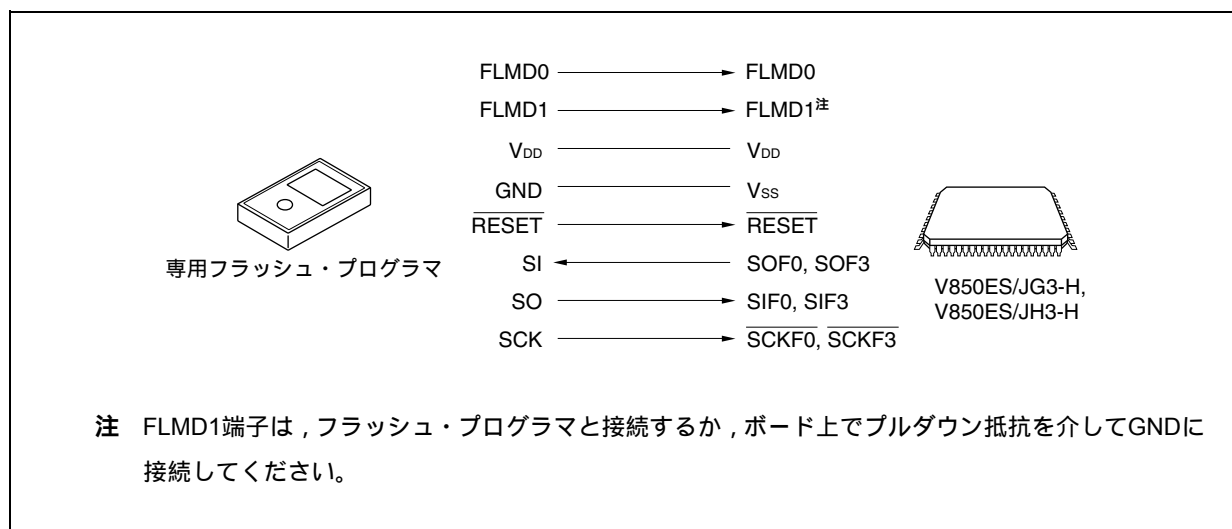 FLMD0 FLMD0
FLMD1 FLMD1注
VDD VDD
GND VSS
RESET RESET
専用フラッシュ・プログラマ
SI SOF0, SOF3
SO SIF0, SIF3
SCK SCKF0, SCKF3
V850ES/JG3-H,
V850ES/JH3-H
注 FLMD1端子は,フラッシュ・プログラマと接続するか,ボード上でプルダウン抵抗を介してGNDに
接続してください。